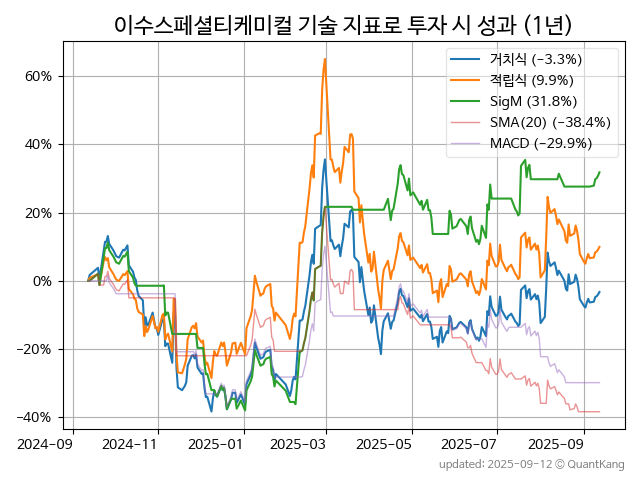 이수스페셜티케미컬 기술 지표로 투자 시 성과 (1년)
거치식 (−3.3%)
적립식 (9.9%)
SigM (31.8%)
SMA(20) (−38.4%)
MACD (−29.9%)
60%
40%
20%
0%
−20%
−40%
2024-09 2024-11 2025-01 2025-03 2025-05 2025-07 2025-09
updated: 2025-09-12 © QuantKang